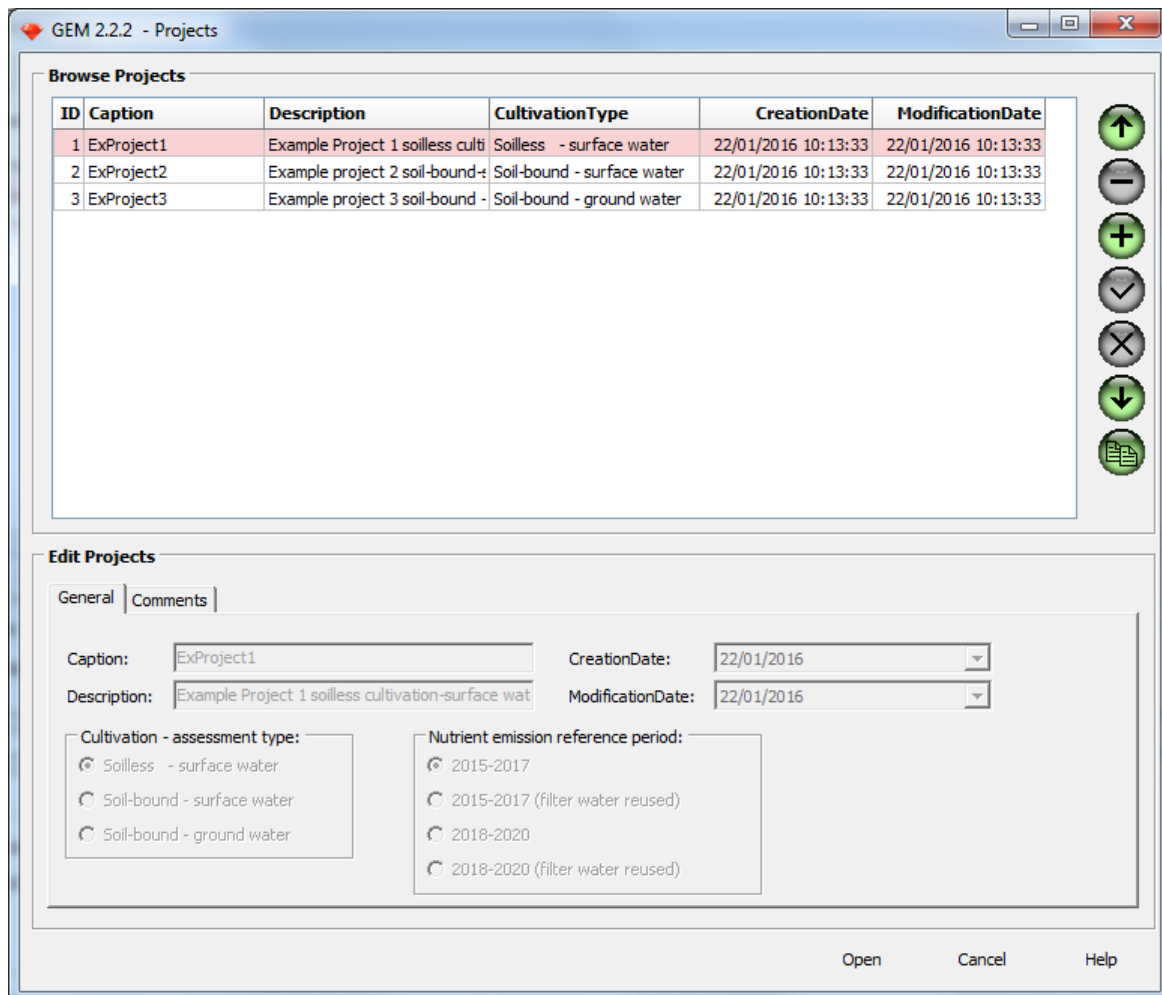 GEM 2.2.2 - Projects
Browse Projects
ID Caption Description CultivationType CreationDate ModificationDate
1 ExProject1 Example Project 1 soilless culti Soilless - surface water 22/01/2016 10:13:33 22/01/2016 10:13:33
2 ExProject2 Example project 2 soil-bound-s Soil-bound - surface water 22/01/2016 10:13:33 22/01/2016 10:13:33
3 ExProject3 Example project 3 soil-bound - Soil-bound - ground water 22/01/2016 10:13:33 22/01/2016 10:13:33
Edit Projects
General Comments
Caption: ExProject1 CreationDate: 22/01/2016
Description: Example Project 1 soilless cultivation-surface wat ModificationDate: 22/01/2016
Cultivation - assessment type: Nutrient emission reference period:
Soilless - surface water 2015-2017
Soil-bound - surface water 2015-2017 (filter water reused)
Soil-bound - ground water 2018-2020
2018-2020 (filter water reused)
Open Cancel Help